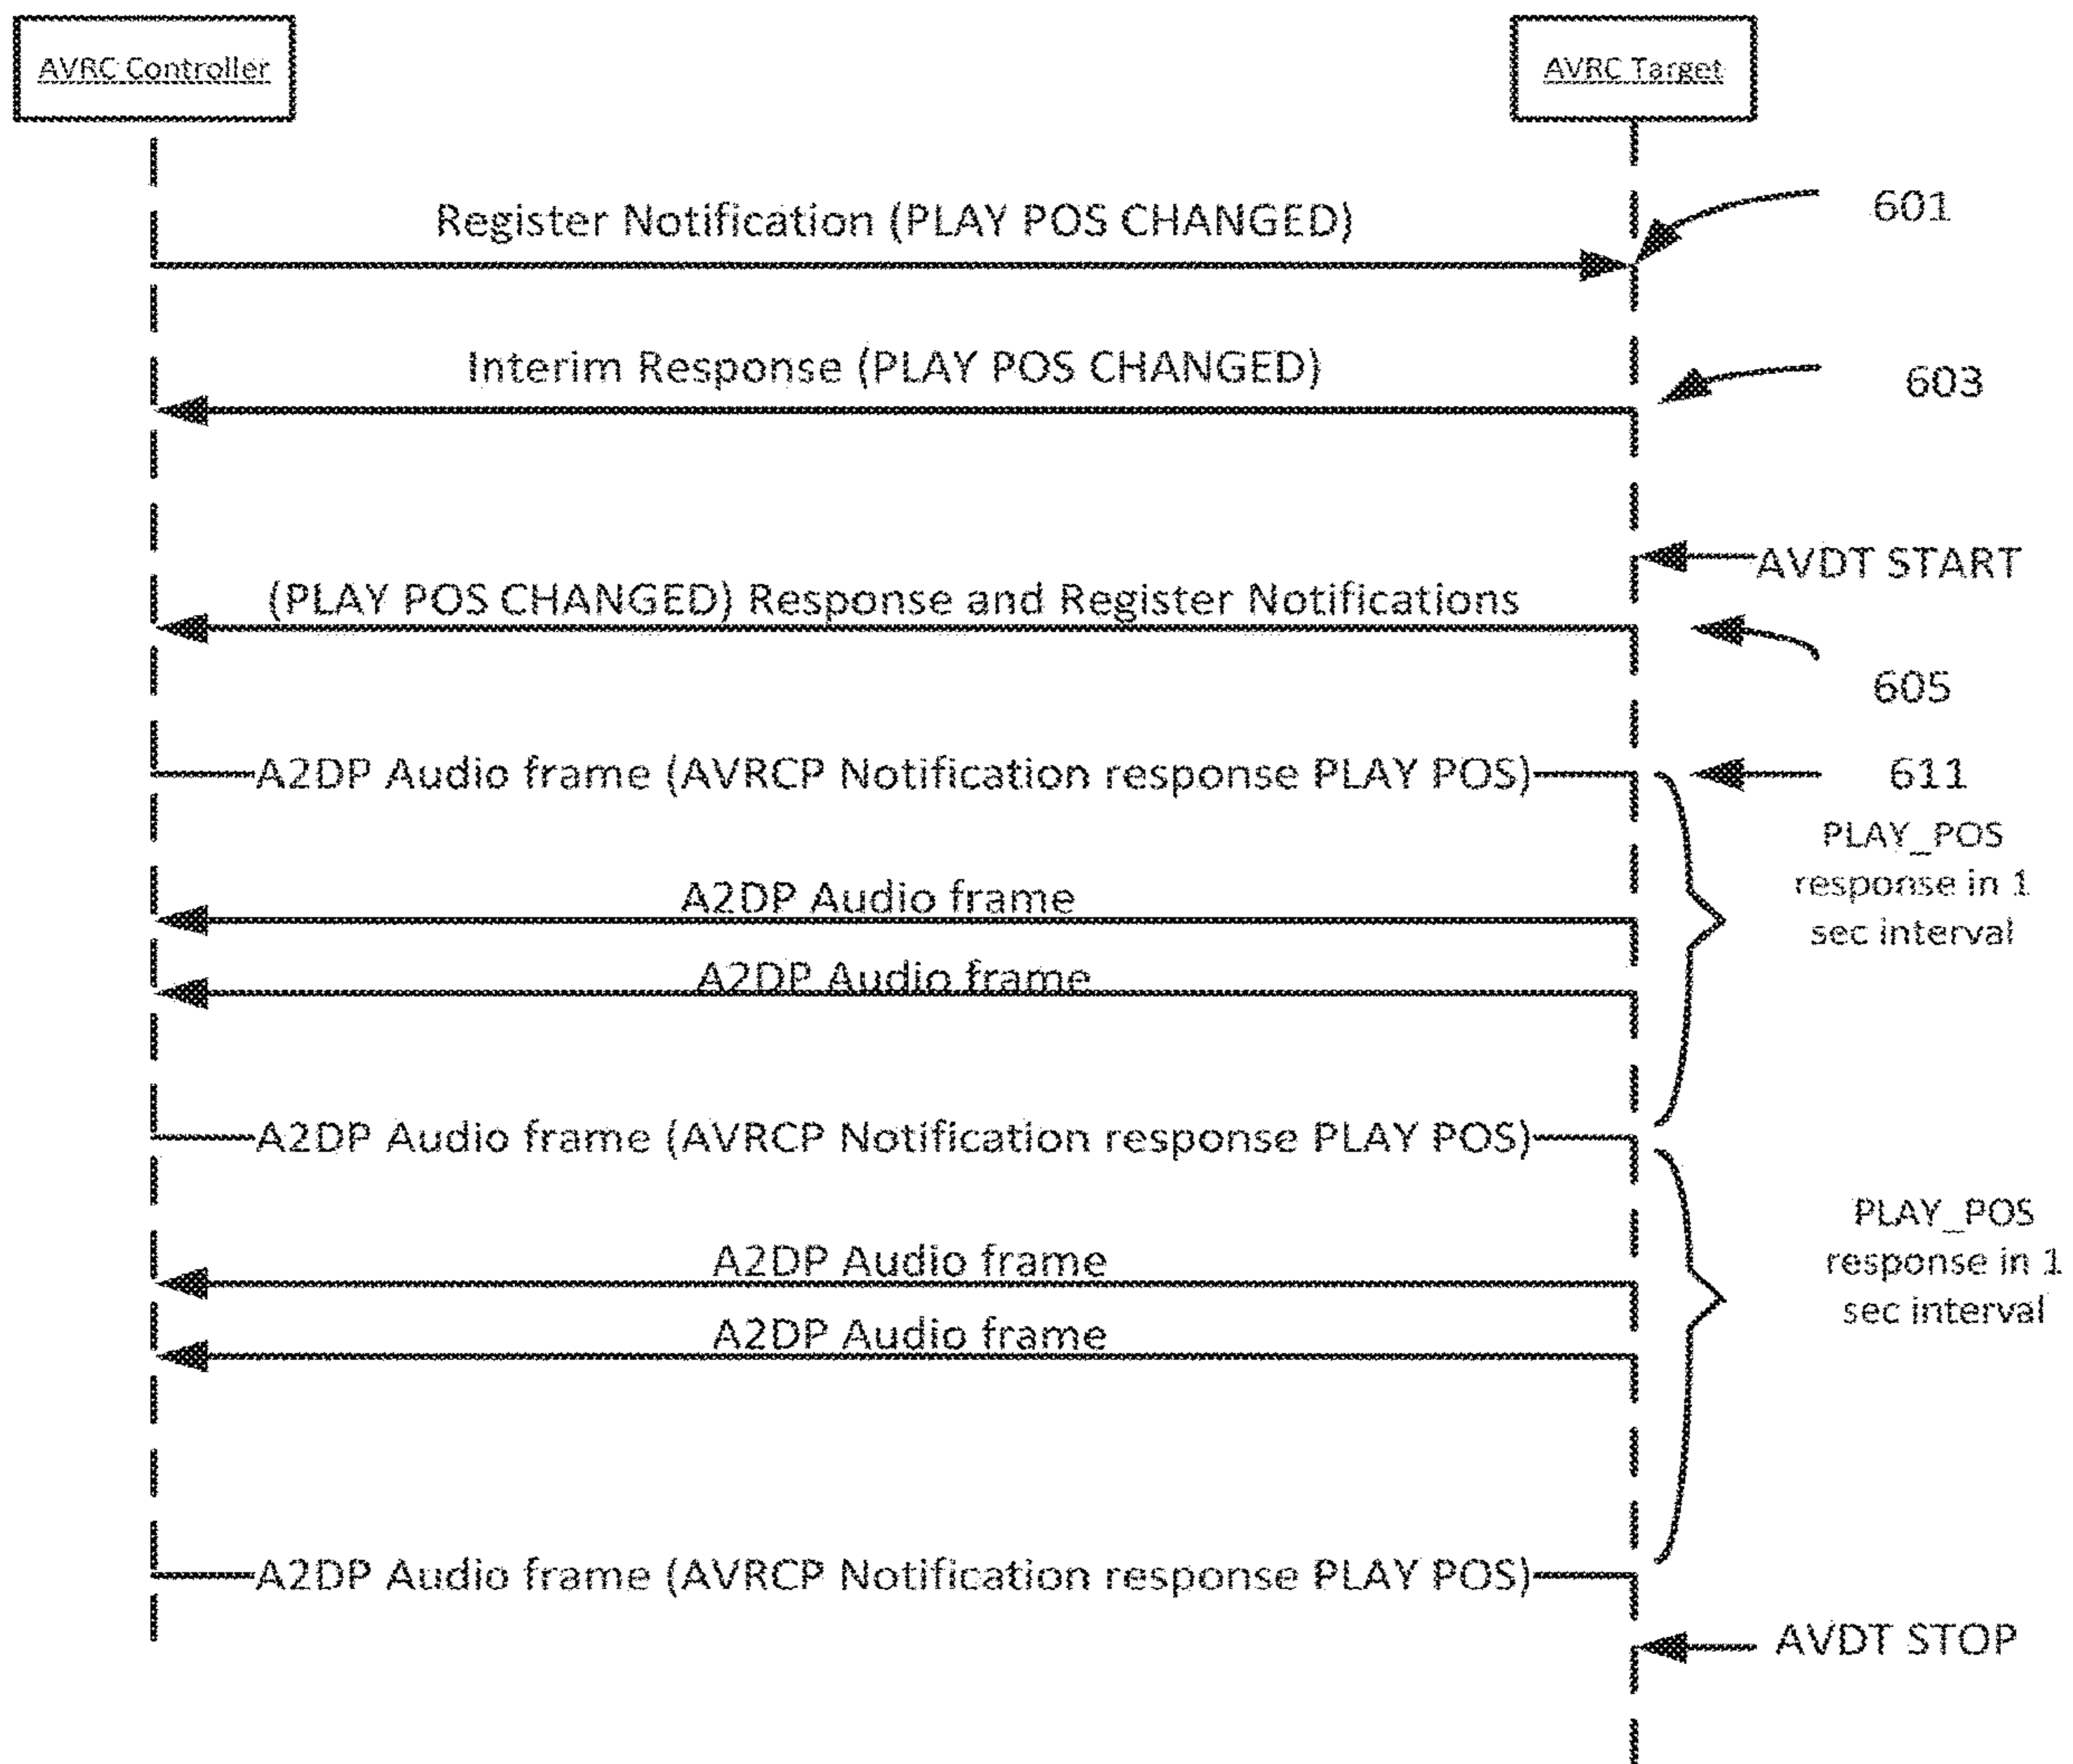 AVRC Controller
AVRC Target
Register Notification (PLAY POS CHANGED)
601
Interim Response (PLAY POS CHANGED)
603
AVDT START
(PLAY POS CHANGED) Response and Register Notifications
605
A2DP Audio frame (AVRCP Notification response PLAY POS)
611
PLAY_POS
response in 1
sec interval
A2DP Audio frame
A2DP Audio frame
A2DP Audio frame (AVRCP Notification response PLAY POS)
PLAY_POS
response in 1
sec interval
A2DP Audio frame
A2DP Audio frame
A2DP Audio frame (AVRCP Notification response PLAY POS)
AVDT STOP